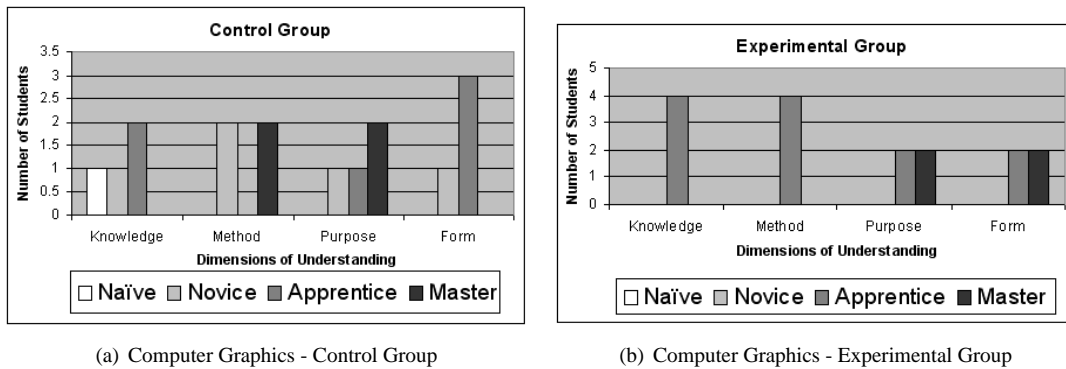 Control Group
Number of Students
3.5
3
2.5
2
1.5
1
0.5
0
Knowledge Method Purpose Form
Dimensions of Understanding
Naïve Novice Apprentice Master
(a) Computer Graphics - Control Group
Experimental Group
Number of Students
5
4
3
2
1
0
Knowledge Method Purpose Form
Dimensions of Understanding
Naïve Novice Apprentice Master
(b) Computer Graphics - Experimental Group